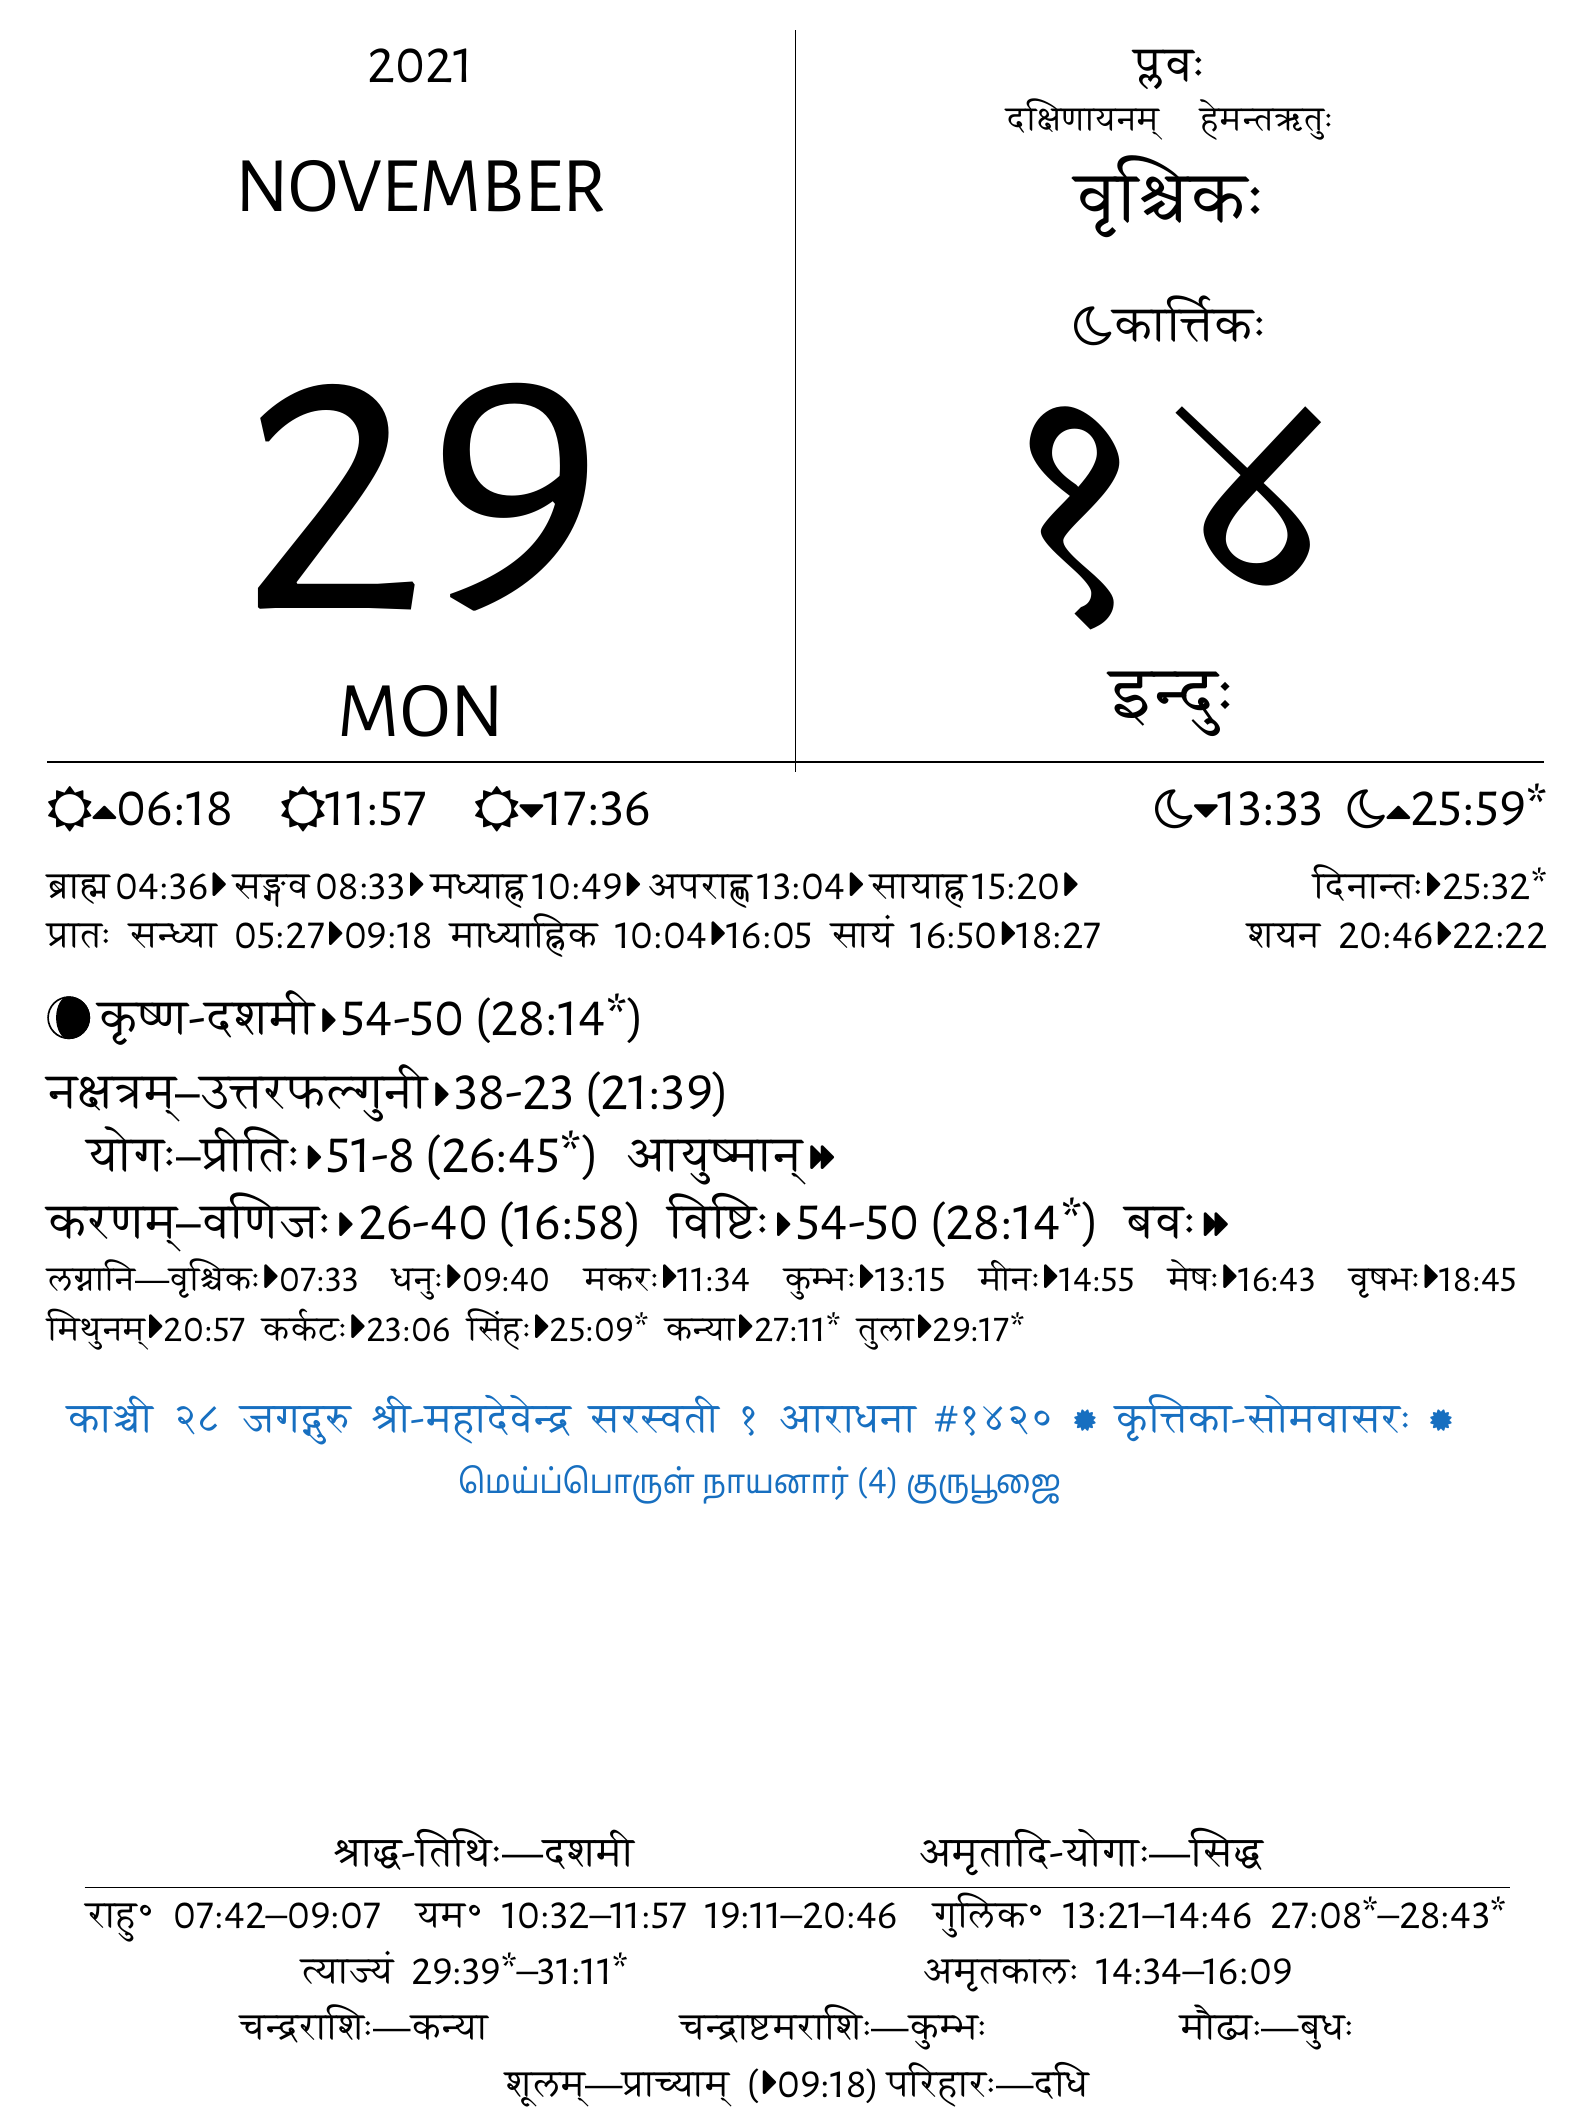 2021
NOVEMBER
29
MON
प्लवः
दक्षिणायनम् हेमन्तऋतुः
वृश्चिकः
कार्त्तिकः
१४
इन्दुः
06:18 11:57 17:36 13:33 25:59*
ब्राह्म 04:36 सङ्गव 08:33 मध्याह्न 10:49 अपराह्ण 13:04 सायाह्न 15:20 दिनान्तः 25:32*
प्रातः सन्ध्या 05:27 09:18 माध्याह्निक 10:04 16:05 सायं 16:50 18:27 शयन 20:46 22:22
कृष्ण-दशमी 54-50 (28:14*)
नक्षत्रम्–उत्तरफल्गुनी 38-23 (21:39)
योगः–प्रीतिः 51-8 (26:45*) आयुष्मान्
करणम्–वणिजः 26-40 (16:58) विष्टिः 54-50 (28:14*) बवः
लग्नानि—वृश्चिकः 07:33 धनुः 09:40 मकरः 11:34 कुम्भः 13:15 मीनः 14:55 मेषः 16:43 वृषभः 18:45
मिथुनम् 20:57 कर्कटः 23:06 सिंहः 25:09* कन्या 27:11* तुला 29:17*
काञ्ची २८ जगद्गुरु श्री-महादेवेन्द्र सरस्वती १ आराधना #१४२० ✹ कृत्तिका-सोमवासरः ✹
மெய்ப்பொருள் நாயனார் (4) குருபூஜை
श्राद्ध-तिथिः—दशमी अमृतादि-योगाः—सिद्ध
राहु॰ 07:42–09:07 यम॰ 10:32–11:57 19:11–20:46 गुलिक॰ 13:21–14:46 27:08*–28:43*
त्याज्यं 29:39*–31:11* अमृतकालः 14:34–16:09
चन्द्रराशिः—कन्या चन्द्राष्टमराशिः—कुम्भः मौढ्यः—बुधः
शूलम्—प्राच्याम् ( 09:18) परिहारः—दधि